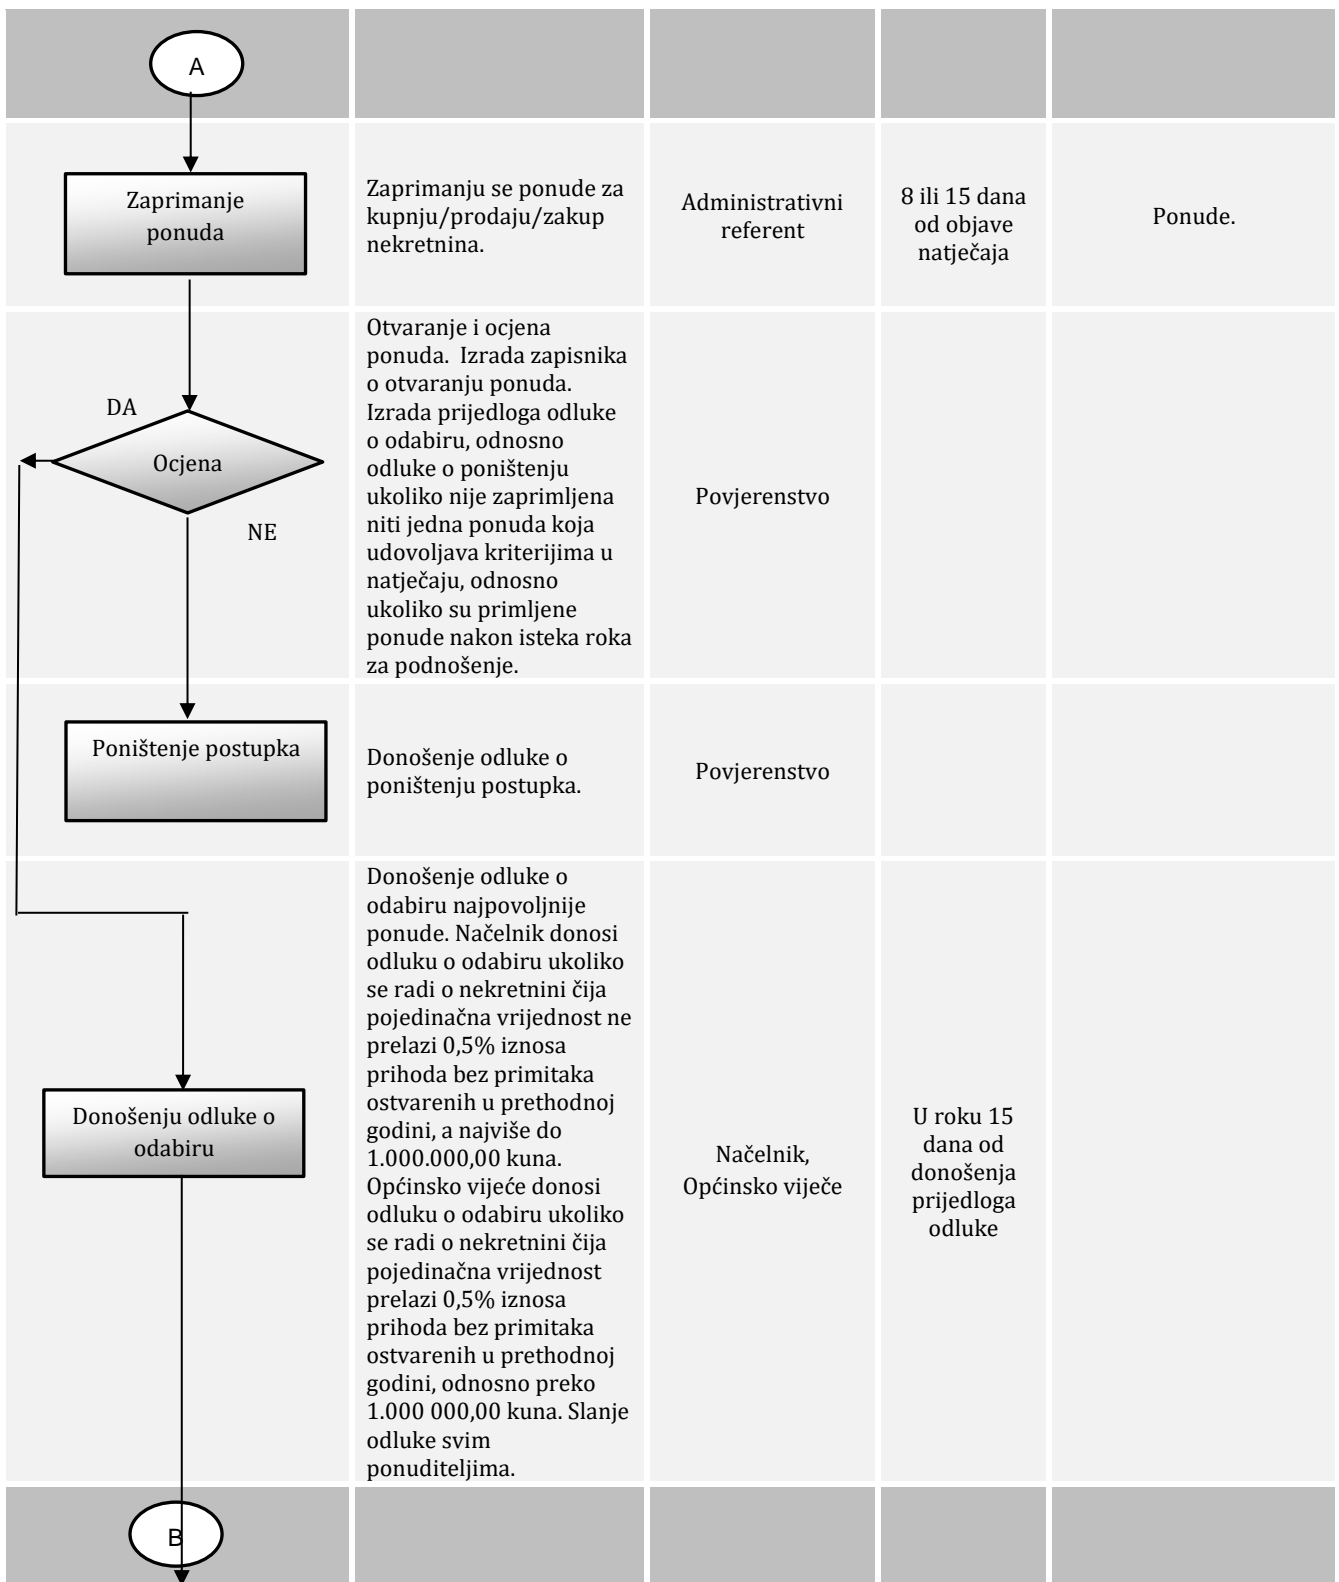 A
Zaprimanje
ponuda
Zaprimanju se ponude za
kupnju/prodaju/zakup
nekretnina.
Administrativni
referent
8 ili 15 dana
od objave
natječaja
Ponude.
DA
Ocjena
NE
Otvaranje i ocjena
ponuda.  Izrada zapisnika
o otvaranju ponuda.
Izrada prijedloga odluke
o odabiru, odnosno
odluke o poništenju
ukoliko nije zaprimljena
niti jedna ponuda koja
udovoljava kriterijima u
natječaju, odnosno
ukoliko su primljene
ponude nakon isteka roka
za podnošenje.
Povjerenstvo
Poništenje postupka
Donošenje odluke o
poništenju postupka.
Povjerenstvo
Donošenju odluke o
odabiru
Donošenje odluke o
odabiru najpovoljnije
ponude. Načelnik donosi
odluku o odabiru ukoliko
se radi o nekretnini čija
pojedinačna vrijednost ne
prelazi 0,5% iznosa
prihoda bez primitaka
ostvarenih u prethodnoj
godini, a najviše do
1.000.000,00 kuna.
Općinsko vijeće donosi
odluku o odabiru ukoliko
se radi o nekretnini čija
pojedinačna vrijednost
prelazi 0,5% iznosa
prihoda bez primitaka
ostvarenih u prethodnoj
godini, odnosno preko
1.000 000,00 kuna. Slanje
odluke svim
ponuditeljima.
Načelnik,
Općinsko viječe
U roku 15
dana od
donošenja
prijedloga
odluke
B